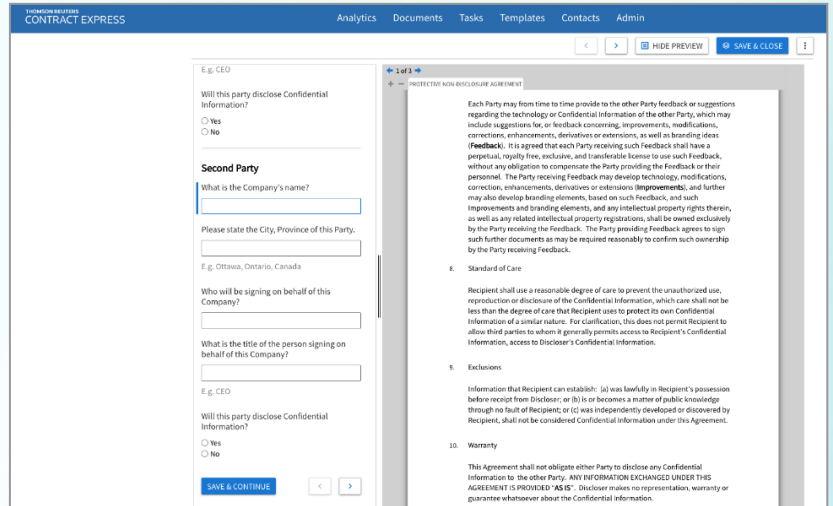 THOMSON REUTERS
CONTRACT EXPRESS
Analytics Documents Tasks Templates Contacts Admin
HIDE PREVIEW SAVE & CLOSE
E.g. CEO
Will this party disclose Confidential
Information?
Yes
No
Second Party
What is the Company's name?
Please state the City, Province of this Party.
E.g. Ottawa, Ontario, Canada
Who will be signing on behalf of this
Company?
What is the title of the person signing on
behalf of this Company?
E.g. CEO
Will this party disclose Confidential
Information?
Yes
No
SAVE & CONTINUE
1 of 3
PROTECTIVE NON-DISCLOSURE AGREEMENT
Each Party may from time to time provide to the other Party feedback or suggestions
regarding the technology or Confidential Information of the other Party, which may
include suggestions for, or feedback concerning, improvements, modifications,
corrections, enhancements, derivatives or extensions, as well as branding ideas
(Feedback). It is agreed that each Party receiving such Feedback shall have a
perpetual, royalty free, exclusive, and transferable license to use such Feedback,
without any obligation to compensate the Party providing the Feedback or their
personnel. The Party receiving Feedback may develop technology, modifications,
correction, enhancements, derivatives or extensions (Improvements), and further
may also develop branding elements, based on such Feedback, and such
Improvements and branding elements, and any intellectual property rights therein,
as well as any related intellectual property registrations, shall be owned exclusively
by the Party receiving the Feedback. The Party providing Feedback agrees to sign
such further documents as may be required reasonably to confirm such ownership
by the Party receiving Feedback.
8. Standard of Care
Recipient shall use a reasonable degree of care to prevent the unauthorized use,
reproduction or disclosure of the Confidential Information, which care shall not be
less than the degree of care that Recipient uses to protect its own Confidential
Information of a similar nature. For clarification, this does not permit Recipient to
allow third parties to whom it generally permits access to Recipient's Confidential
Information, access to Discloser's Confidential Information.
9. Exclusions
Information that Recipient can establish: (a) was lawfully in Recipient's possession
before receipt from Discloser; or (b) is or becomes a matter of public knowledge
through no fault of Recipient; or (c) was independently developed or discovered by
Recipient, shall not be considered Confidential Information under this Agreement.
10. Warranty
This Agreement shall not obligate either Party to disclose any Confidential
Information to the other Party. ANY INFORMATION EXCHANGED UNDER THIS
AGREEMENT IS PROVIDED "AS IS". Discloser makes no representation, warranty or
guarantee whatsoever about the Confidential Information.